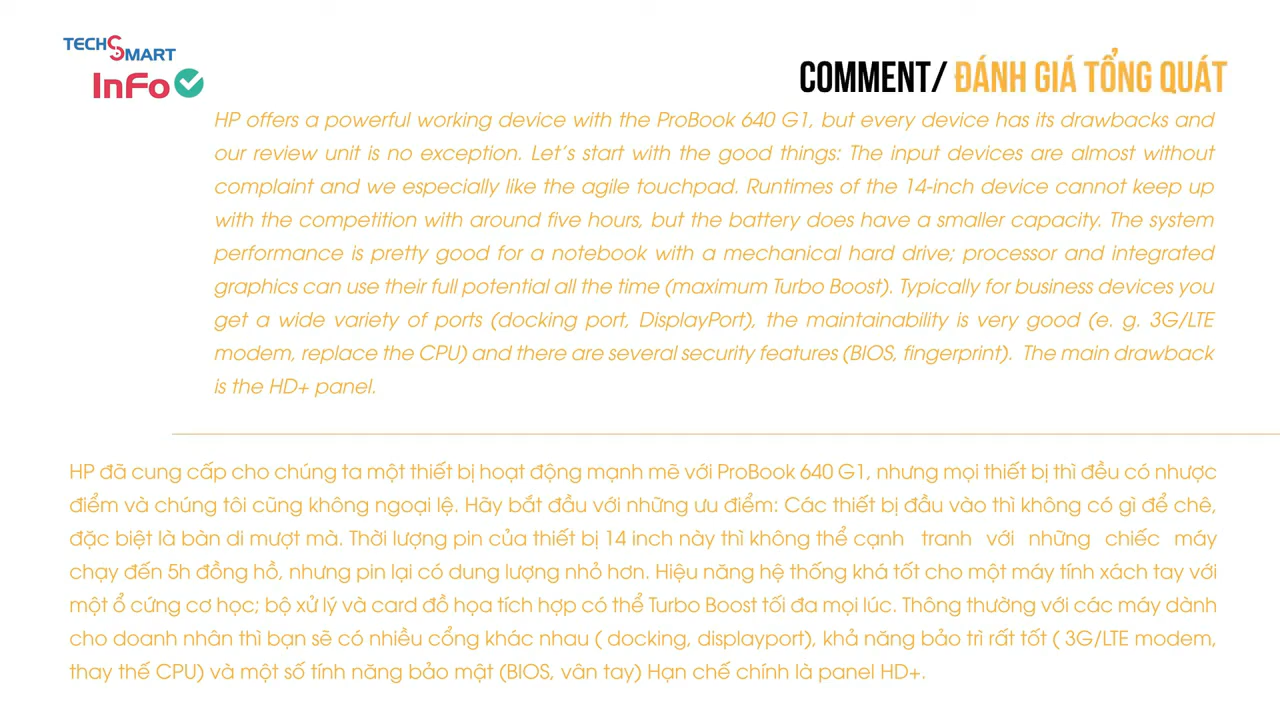 TECHSMART
InFo
COMMENT/ ĐÁNH GIÁ TỔNG QUÁT
HP offers a powerful working device with the ProBook 640 G1, but every device has its drawbacks and
our review unit is no exception. Let's start with the good things: The input devices are almost without
complaint and we especially like the agile touchpad. Runtimes of the 14-inch device cannot keep up
with the competition with around five hours, but the battery does have a smaller capacity. The system
performance is pretty good for a notebook with a mechanical hard drive; processor and integrated
graphics can use their full potential all the time (maximum Turbo Boost). Typically for business devices you
get a wide variety of ports (docking port, DisplayPort), the maintainability is very good (e. g. 3G/LTE
modem, replace the CPU) and there are several security features (BIOS, fingerprint). The main drawback
is the HD+ panel.
HP đã cung cấp cho chúng ta một thiết bị hoạt động mạnh mẽ với ProBook 640 G1, nhưng mọi thiết bị thì đều có nhược
điểm và chúng tôi cũng không ngoại lệ. Hãy bắt đầu với những ưu điểm: Các thiết bị đầu vào thì không có gì để chê,
đặc biệt là bàn di mượt mà. Thời lượng pin của thiết bị 14 inch này thì không thể cạnh tranh với những chiếc máy
chạy đến 5h đồng hồ, nhưng pin lại có dung lượng nhỏ hơn. Hiệu năng hệ thống khá tốt cho một máy tính xách tay với
một ổ cứng cơ học; bộ xử lý và card đồ họa tích hợp có thể Turbo Boost tối đa mọi lúc. Thông thường với các máy dành
cho doanh nhân thì bạn sẽ có nhiều cổng khác nhau ( docking, displayport), khả năng bảo trì rất tốt ( 3G/LTE modem,
thay thế CPU) và một số tính năng bảo mật (BIOS, vân tay) Hạn chế chính là panel HD+.